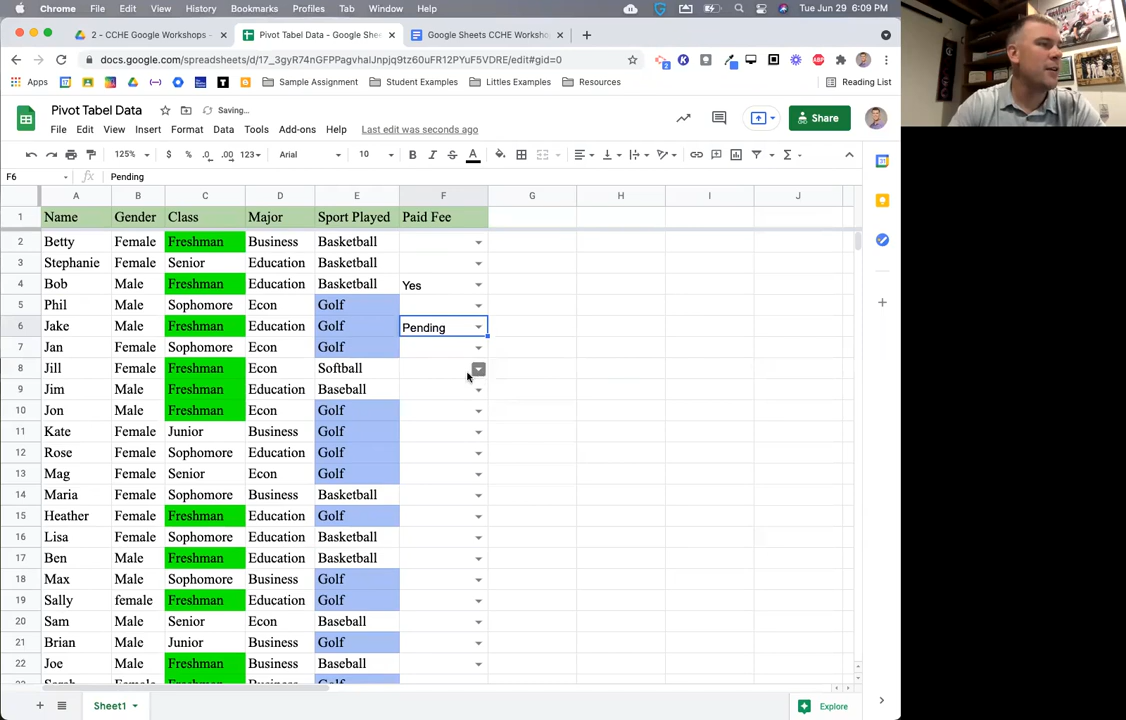 Chrome File Edit View History Bookmarks Profiles Tab Window Help Tue Jun 29 6:09 PM
2 - CCHE Google Workshops - Pivot Tabel Data - Google Shee Google Sheets CCHE Worksho
docs.google.com/spreadsheets/d/17_3gyR74nGFPPagvhaIJnpjq9tz60uFR12PYuF5VDRE/edit#gid=0
Apps Sample Assignment Student Examples Littles Examples Resources Reading List
Pivot Tabel Data Saving...
File Edit View Insert Format Data Tools Add-ons Help Last edit was seconds ago Share
125% $ % .0 .00 123 Arial 10 B I S A
F6 fx Pending
A B C D E F G H I J
1 Name Gender Class Major Sport Played Paid Fee
2 Betty Female Freshman Business Basketball
3 Stephanie Female Senior Education Basketball
4 Bob Male Freshman Education Basketball Yes
5 Phil Male Sophomore Econ Golf
6 Jake Male Freshman Education Golf Pending
7 Jan Female Sophomore Econ Golf
8 Jill Female Freshman Econ Softball
9 Jim Male Freshman Education Baseball
10 Jon Male Freshman Econ Golf
11 Kate Female Junior Business Golf
12 Rose Female Sophomore Education Golf
13 Mag Female Senior Econ Golf
14 Maria Female Sophomore Business Basketball
15 Heather Female Freshman Education Golf
16 Lisa Female Sophomore Education Basketball
17 Ben Male Freshman Education Basketball
18 Max Male Sophomore Business Golf
19 Sally female Freshman Education Golf
20 Sam Male Senior Econ Baseball
21 Brian Male Junior Business Golf
22 Joe Male Freshman Business Baseball
Sheet1 Explore